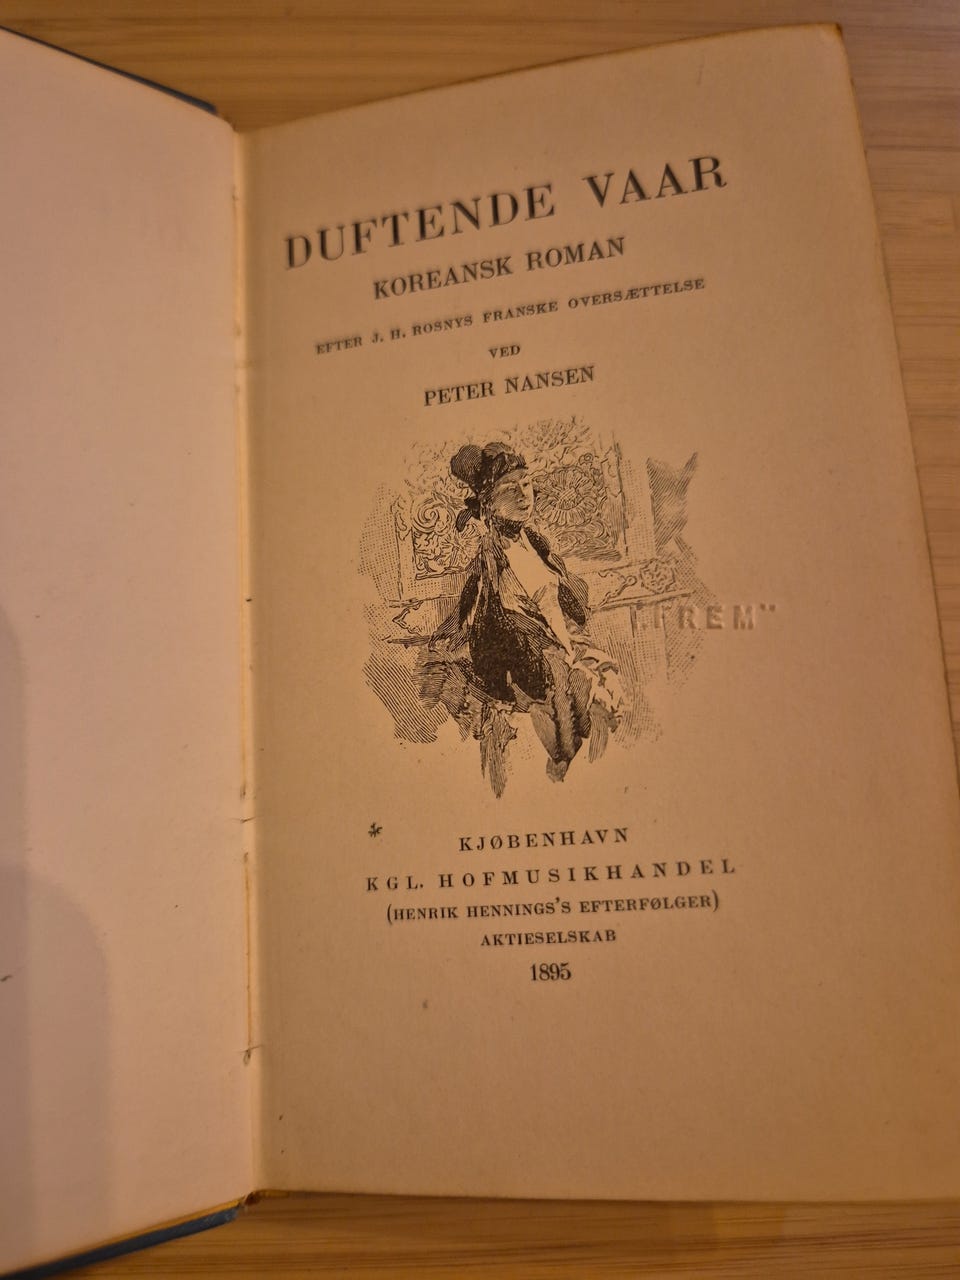 DUFTENDE VAAR
KOREANSK ROMAN
EFTER J. H. ROSNYS FRANSKE OVERSÆTTELSE
VED
PETER NANSEN
"FREM"
KJØBENHAVN
KGL. HOFMUSIKHANDEL
(HENRIK HENNINGS'S EFTERFØLGER)
AKTIESELSKAB
1895